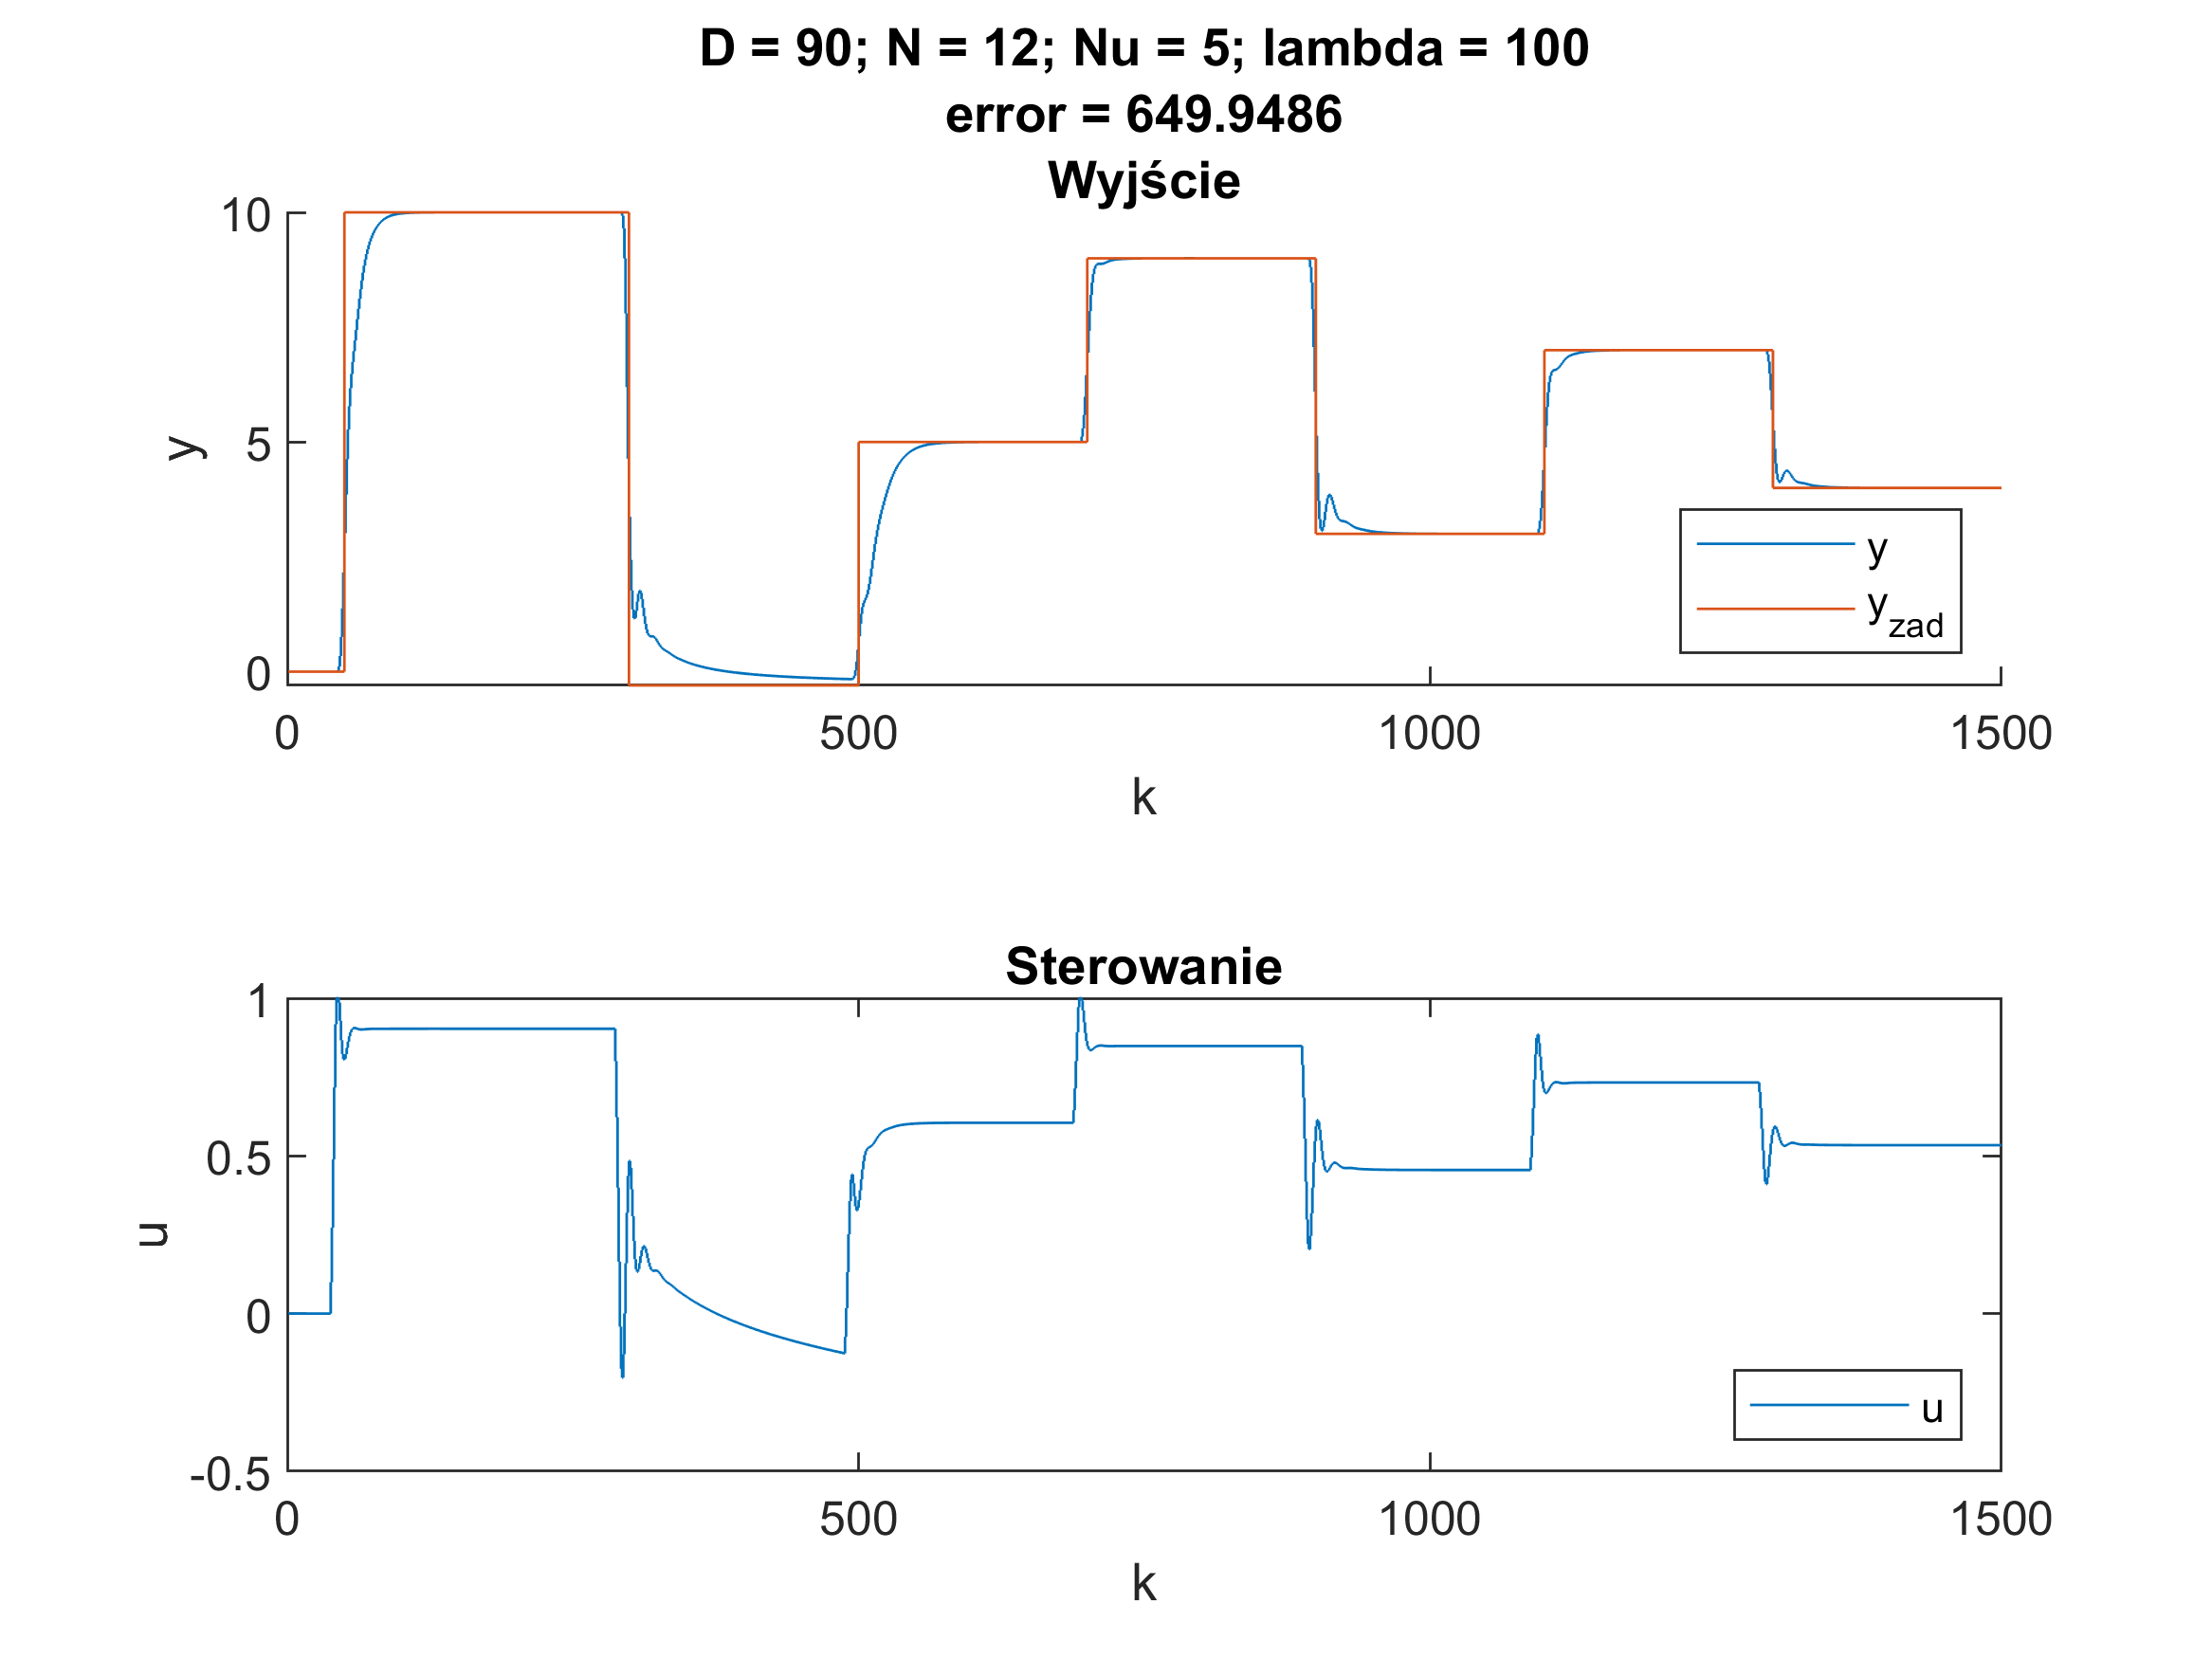 D = 90; N = 12; Nu = 5; lambda = 100
error = 649.9486
Wyjście
10
5
0
y
0 500 1000 1500
k
y
y_zad
Sterowanie
1
0.5
0
-0.5
u
0 500 1000 1500
k
u